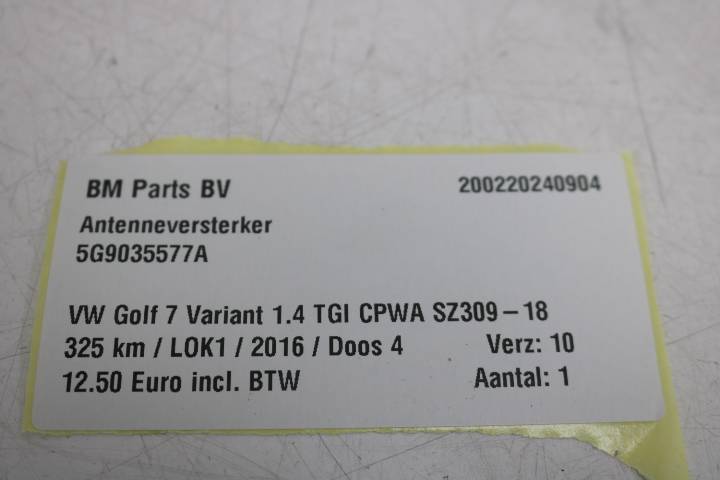 BM Parts BV 200220240904
Antenneversterker
5G9035577A
VW Golf 7 Variant 1.4 TGI CPWA SZ309-18
325 km / LOK1 / 2016 / Doos 4 Verz: 10
12.50 Euro incl. BTW Aantal: 1